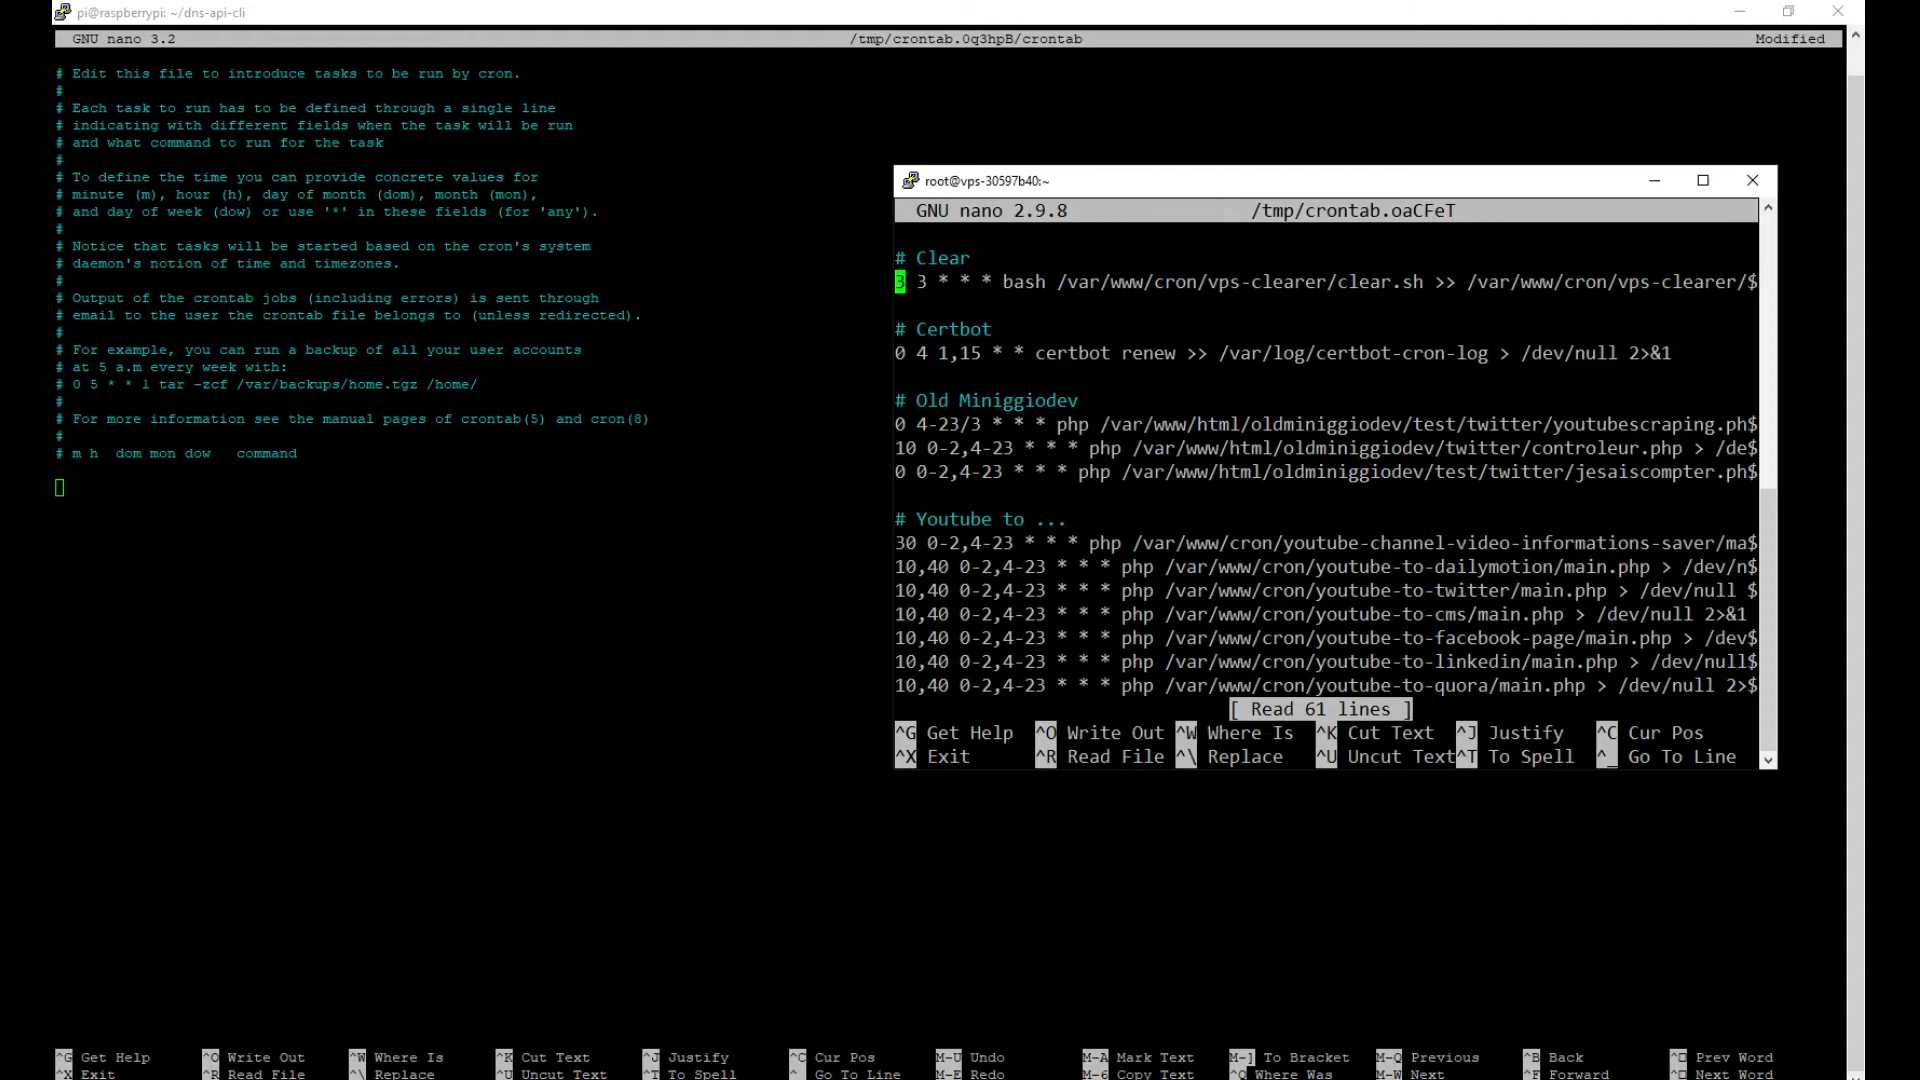 pi@raspberrypi: ~/dns-api-cli
GNU nano 3.2 /tmp/crontab.0q3hpB/crontab Modified
# Edit this file to introduce tasks to be run by cron.
#
# Each task to run has to be defined through a single line
# indicating with different fields when the task will be run
# and what command to run for the task
#
# To define the time you can provide concrete values for
# minute (m), hour (h), day of month (dom), month (mon),
# and day of week (dow) or use '*' in these fields (for 'any').
#
# Notice that tasks will be started based on the cron's system
# daemon's notion of time and timezones.
#
# Output of the crontab jobs (including errors) is sent through
# email to the user the crontab file belongs to (unless redirected).
#
# For example, you can run a backup of all your user accounts
# at 5 a.m every week with:
# 0 5 * * 1 tar -zcf /var/backups/home.tgz /home/
#
# For more information see the manual pages of crontab(5) and cron(8)
#
# m h  dom mon dow   command
root@vps-30597b40:~
GNU nano 2.9.8 /tmp/crontab.oaCFeT
# Clear
3 3 * * * bash /var/www/cron/vps-clearer/clear.sh >> /var/www/cron/vps-clearer/$
# Certbot
0 4 1,15 * * certbot renew >> /var/log/certbot-cron-log > /dev/null 2>&1
# Old Miniggiodev
0 4-23/3 * * * php /var/www/html/oldminiggiodev/test/twitter/youtubescraping.ph$
10 0-2,4-23 * * * php /var/www/html/oldminiggiodev/twitter/controleur.php > /de$
0 0-2,4-23 * * * php /var/www/html/oldminiggiodev/test/twitter/jesaiscompter.ph$
# Youtube to ...
30 0-2,4-23 * * * php /var/www/cron/youtube-channel-video-informations-saver/ma$
10,40 0-2,4-23 * * * php /var/www/cron/youtube-to-dailymotion/main.php > /dev/n$
10,40 0-2,4-23 * * * php /var/www/cron/youtube-to-twitter/main.php > /dev/null $
10,40 0-2,4-23 * * * php /var/www/cron/youtube-to-cms/main.php > /dev/null 2>&1
10,40 0-2,4-23 * * * php /var/www/cron/youtube-to-facebook-page/main.php > /dev$
10,40 0-2,4-23 * * * php /var/www/cron/youtube-to-linkedin/main.php > /dev/null$
10,40 0-2,4-23 * * * php /var/www/cron/youtube-to-quora/main.php > /dev/null 2>$
[ Read 61 lines ]
^G Get Help ^O Write Out ^W Where Is ^K Cut Text ^J Justify ^C Cur Pos
^X Exit ^R Read File ^\ Replace ^U Uncut Text ^T To Spell ^_ Go To Line
^G Get Help ^O Write Out ^W Where Is ^K Cut Text ^J Justify ^C Cur Pos M-U Undo M-A Mark Text M-] To Bracket M-Q Previous ^B Back Prev Word
^X Exit ^R Read File ^\ Replace ^U Uncut Text ^T To Spell ^_ Go To Line M-E Redo M-6 Copy Text ^Q Where Was M-W Next ^F Forward Next Word